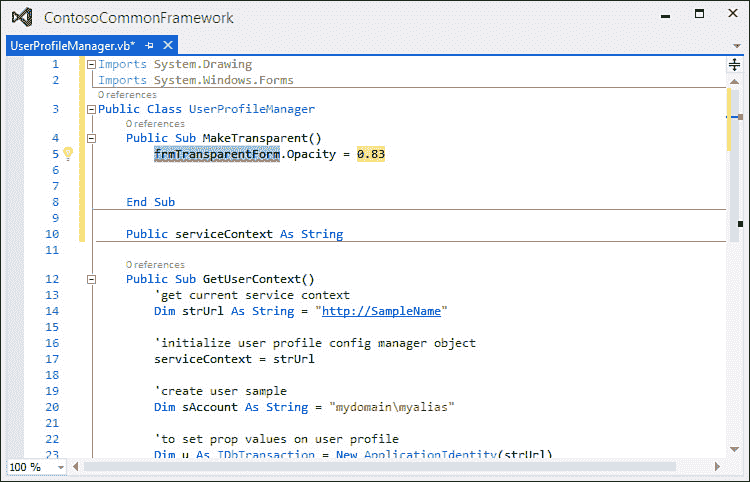 ContosoCommonFramework
UserProfileManager.vb*
1 Imports System.Drawing
2 Imports System.Windows.Forms
0 references
3 Public Class UserProfileManager
0 references
4 Public Sub MakeTransparent()
5 frmTransparentForm.Opacity = 0.83
6
7
8 End Sub
9
10 Public serviceContext As String
11
0 references
12 Public Sub GetUserContext()
13 'get current service context
14 Dim strUrl As String = "http://SampleName"
15
16 'initialize user profile config manager object
17 serviceContext = strUrl
18
19 'create user sample
20 Dim sAccount As String = "mydomain\myalias"
21
22 'to set prop values on user profile
23 Dim u As IDbTransaction = New ApplicationIdentity(strUrl)
100 %